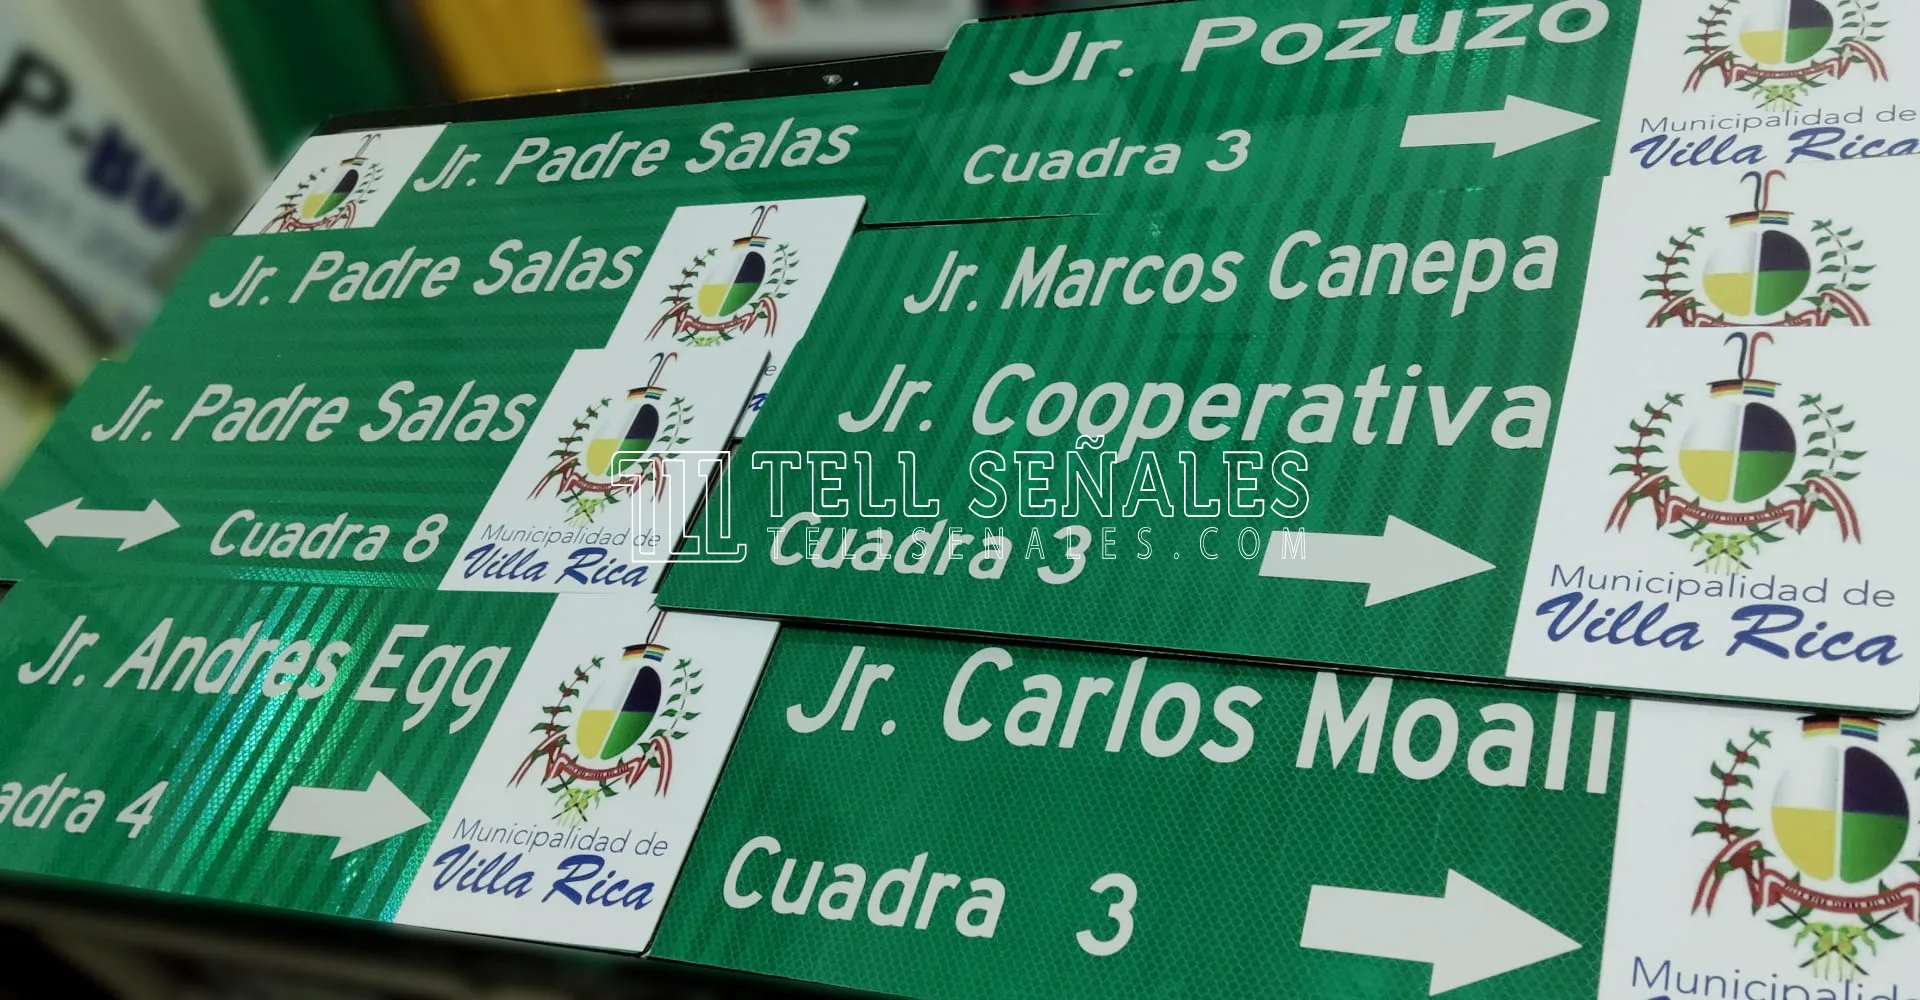 Jr. Pozuzo
Cuadra 3
Municipalidad de
Villa Rica
Jr. Padre Salas
Jr. Padre Salas
Jr. Padre Salas
Cuadra 8
Municipalidad de
Villa Rica
Jr. Marcos Canepa
Jr. Cooperativa
Cuadra 3
Municipalidad de
Villa Rica
TELL SEÑALES
TELLSENALES.COM
Jr. Andres Egg
adra 4
Municipalidad de
Villa Rica
Jr. Carlos Moali
Cuadra 3
Municipalidad